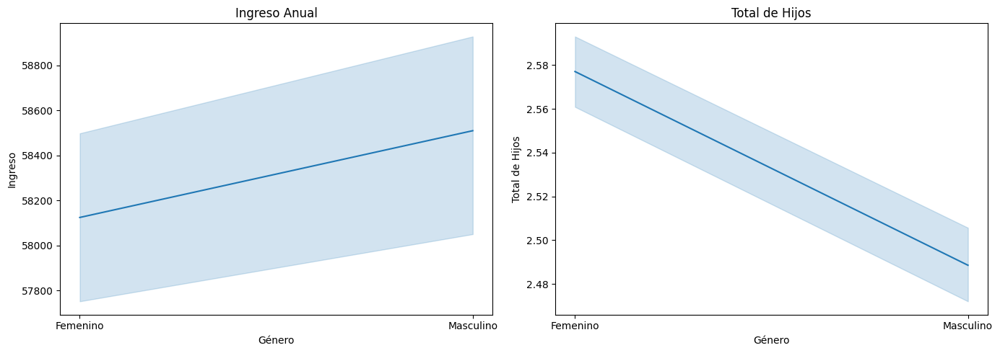 Ingreso Anual
58800
58600
58400
58200
58000
57800
Ingreso
Femenino
Masculino
Género
Total de Hijos
2.58
2.56
2.54
2.52
2.50
2.48
Total de Hijos
Femenino
Masculino
Género